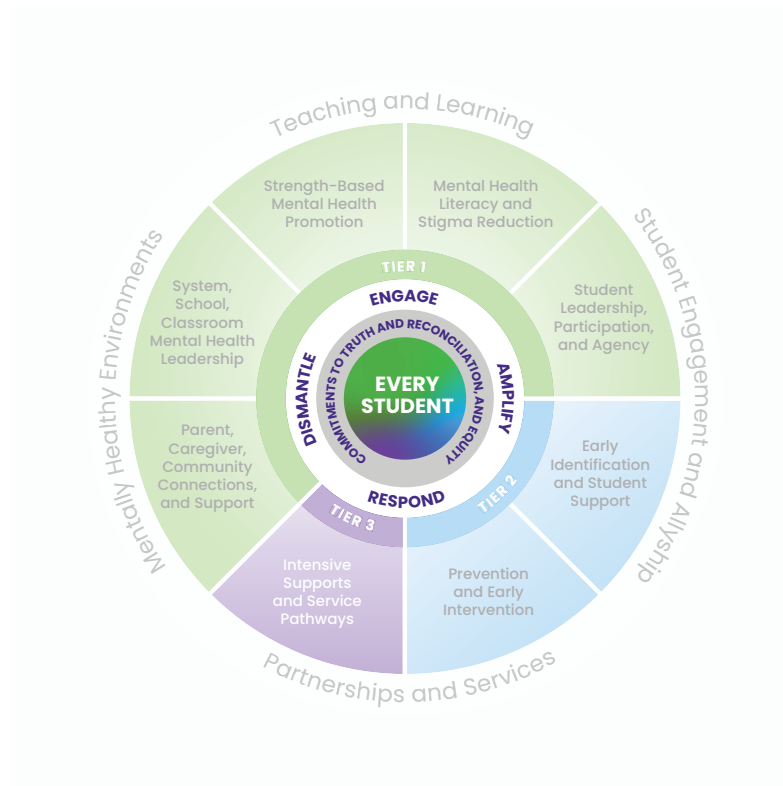 Teaching and Learning
Strength-Based
Mental Health
Promotion
Mental Health
Literacy and
Stigma Reduction
Student Engagement and Allyship
Student
Leadership,
Participation,
and Agency
Early
Identification
and Student
Support
Partnerships and Services
Prevention
and Early
Intervention
Intensive
Supports
and Service
Pathways
Mentally Healthy Environments
Parent,
Caregiver,
Community
Connections,
and Support
System,
School,
Classroom
Mental Health
Leadership
TIER 1
TIER 2
TIER 3
ENGAGE
AMPLIFY
RESPOND
DISMANTLE
COMMITMENTS TO TRUTH AND RECONCILIATION, AND EQUITY
EVERY
STUDENT